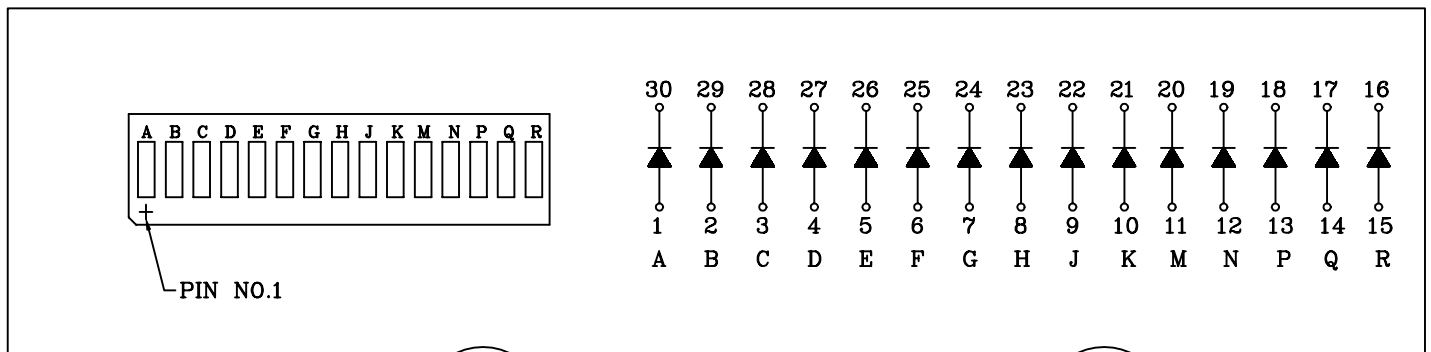 30 29 28 27 26 25 24 23 22 21 20 19 18 17 16
A B C D E F G H J K M N P Q R
1 2 3 4 5 6 7 8 9 10 11 12 13 14 15
A B C D E F G H J K M N P Q R
PIN NO.1